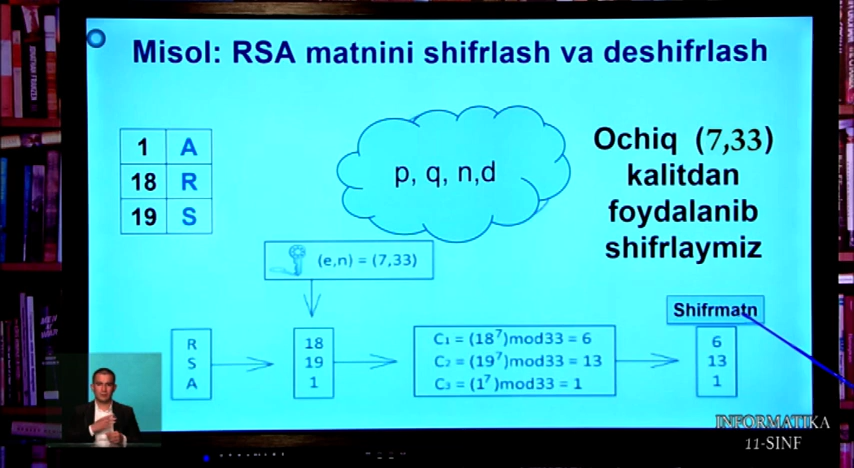 Misol: RSA matnini shifrlash va deshifrlash
1 A
18 R
19 S
p, q, n,d
Ochiq (7,33)
kalitdan
foydalanib
shifrlaymiz
(e,n) = (7,33)
Shifrmatn
R
S
A
18
19
1
C₁ = (18⁷)mod33 = 6
C₂ = (19⁷)mod33 = 13
C₃ = (1⁷)mod33 = 1
6
13
1
INFORMATIKA
11-SINF